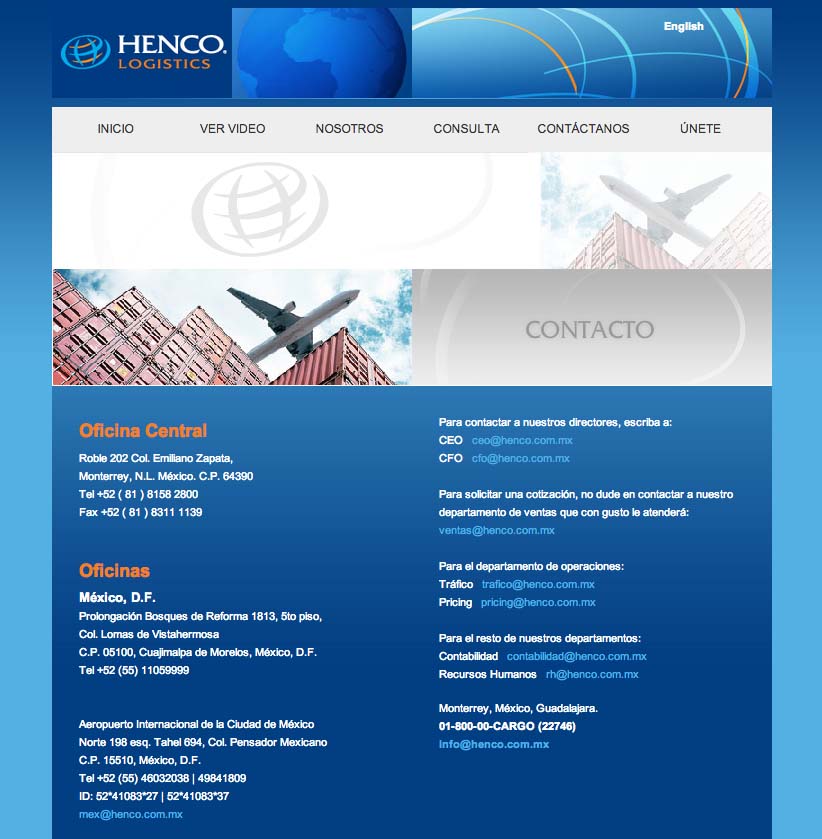 HENCO®
LOGISTICS
English
INICIO VER VIDEO NOSOTROS CONSULTA CONTÁCTANOS ÚNETE
CONTACTO
Oficina Central
Roble 202 Col. Emiliano Zapata,
Monterrey, N.L. México. C.P. 64390
Tel +52 ( 81 ) 8158 2800
Fax +52 ( 81 ) 8311 1139
Oficinas
México, D.F.
Prolongación Bosques de Reforma 1813, 5to piso,
Col. Lomas de Vistahermosa
C.P. 05100, Cuajimalpa de Morelos, México, D.F.
Tel +52 (55) 11059999
Aeropuerto Internacional de la Ciudad de México
Norte 198 esq. Tahel 694, Col. Pensador Mexicano
C.P. 15510, México, D.F.
Tel +52 (55) 46032038 | 49841809
ID: 52*41083*27 | 52*41083*37
mex@henco.com.mx
Para contactar a nuestros directores, escriba a:
CEO ceo@henco.com.mx
CFO cfo@henco.com.mx
Para solicitar una cotización, no dude en contactar a nuestro
departamento de ventas que con gusto le atenderá:
ventas@henco.com.mx
Para el departamento de operaciones:
Tráfico trafico@henco.com.mx
Pricing pricing@henco.com.mx
Para el resto de nuestros departamentos:
Contabilidad contabilidad@henco.com.mx
Recursos Humanos rh@henco.com.mx
Monterrey, México, Guadalajara.
01-800-00-CARGO (22746)
info@henco.com.mx